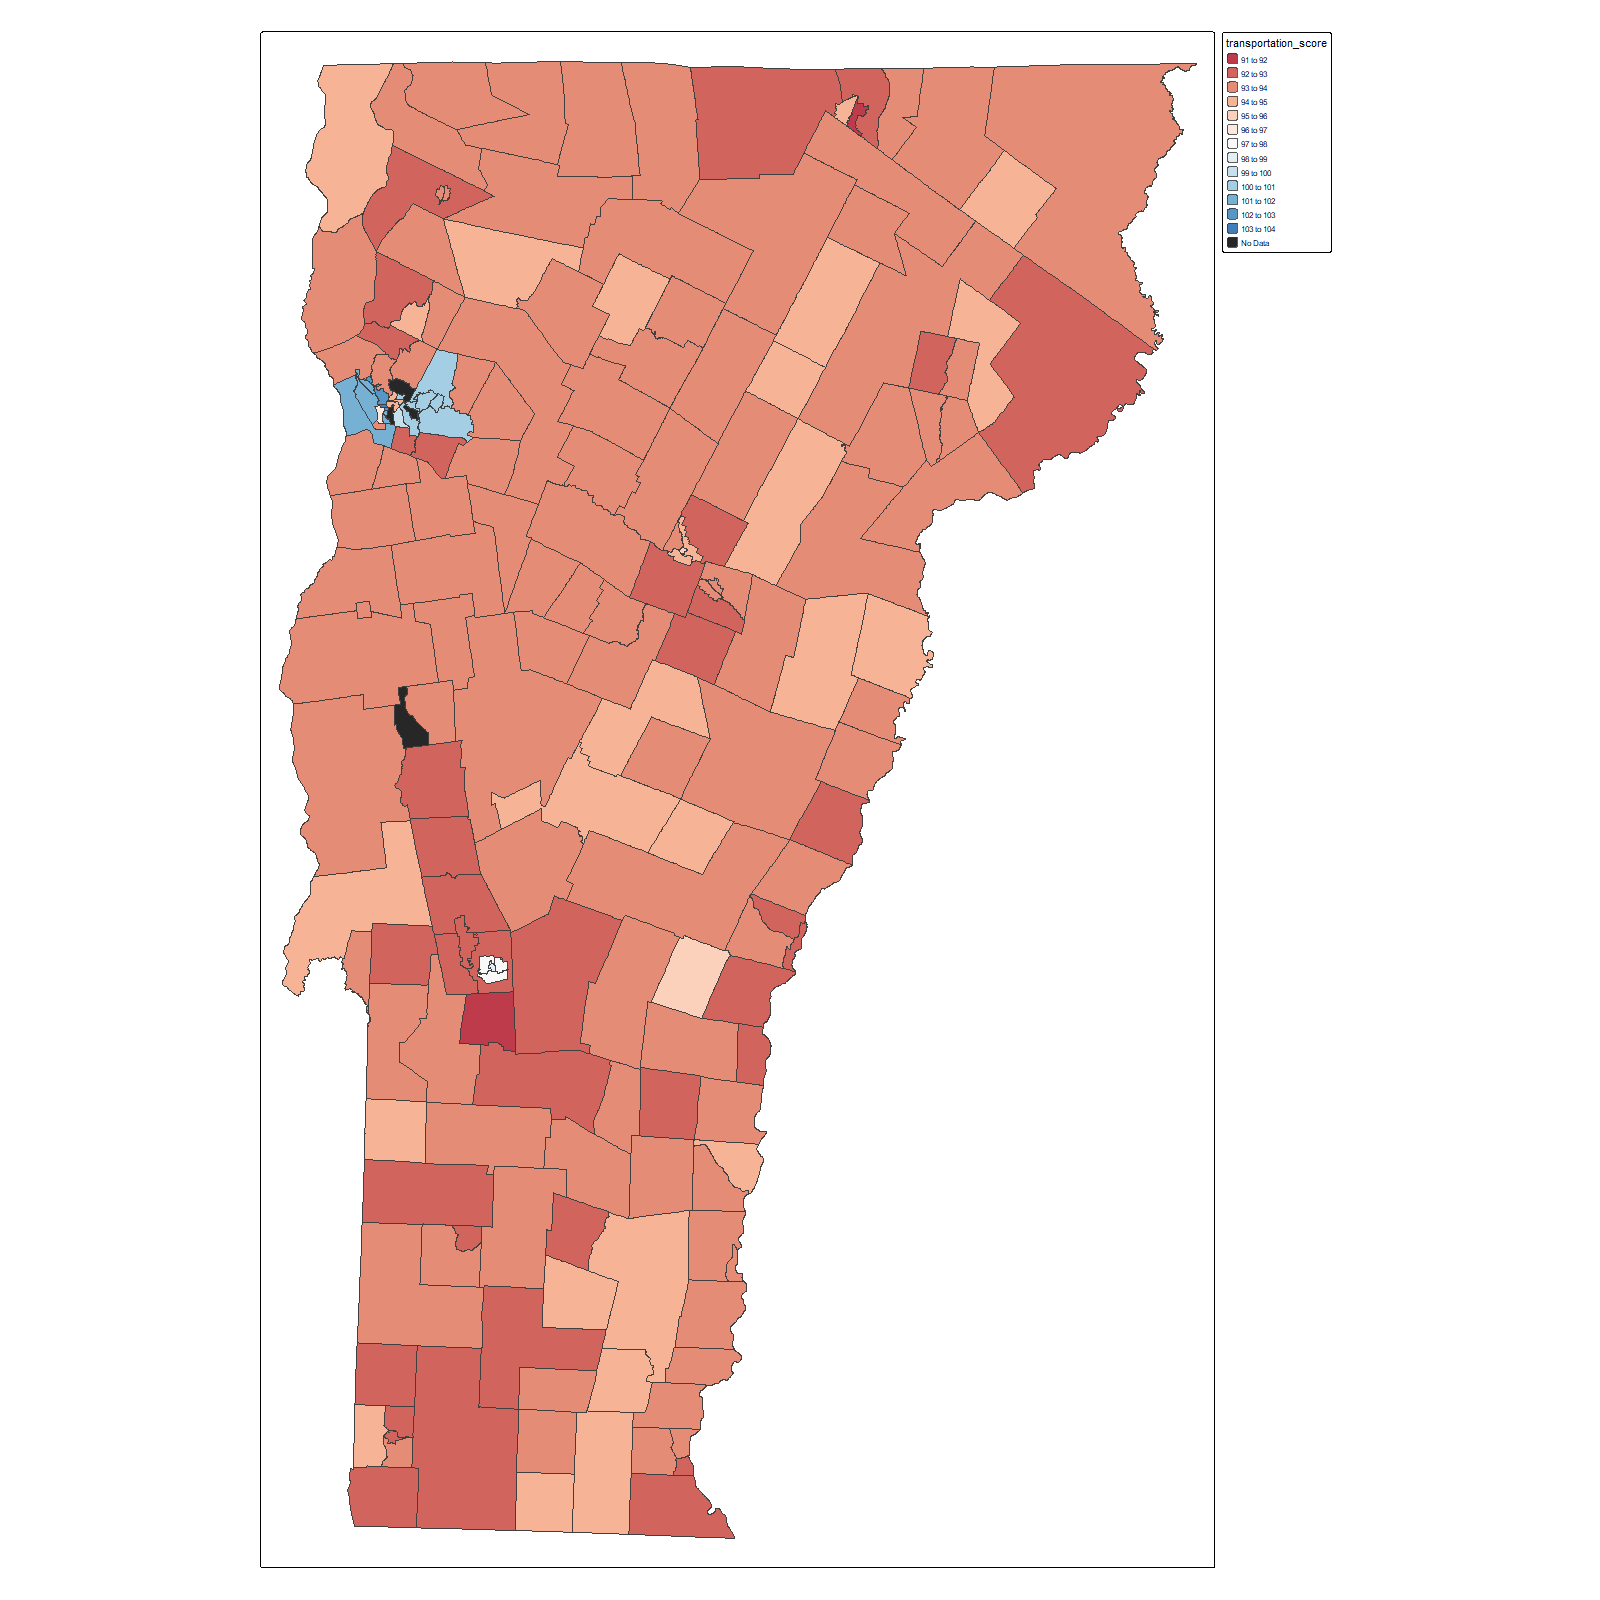 transportation_score
91 to 92
92 to 93
93 to 94
94 to 95
95 to 96
96 to 97
97 to 98
98 to 99
99 to 100
100 to 101
101 to 102
102 to 103
103 to 104
No Data